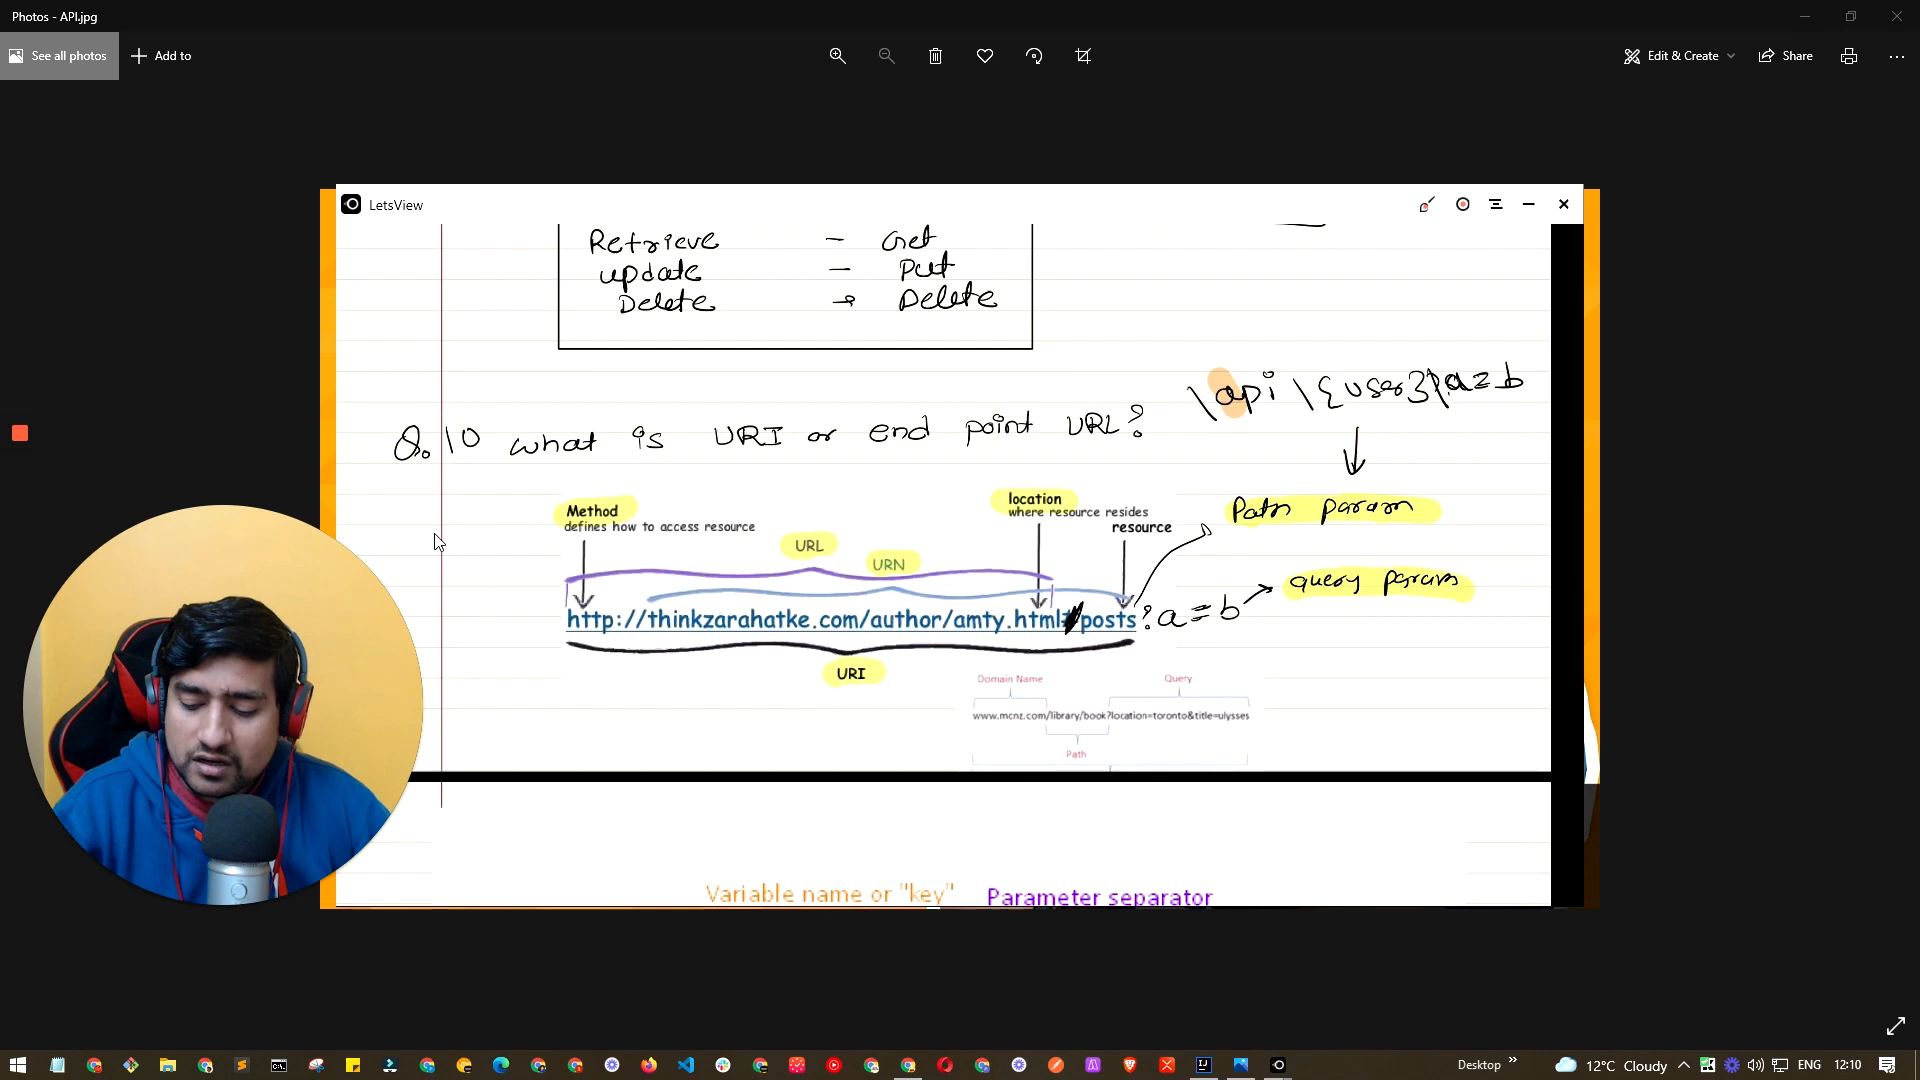 Photos - API.jpg
See all photos
Add to
Edit & Create
Share
LetsView
Retrieve - Get
update - Put
Delete → Delete
\api\{user}?a=b
Q.10 what is URI or end point URL?
Method
defines how to access resource
location
where resource resides
resource
Path param
URL
URN
query param
http://thinkzarahatke.com/author/amty.html posts ?a=b
URI
Domain Name
Query
www.mcnz.com/library/book?location=toronto&title=ulysses
Path
Variable name or "key"
Parameter separator
Desktop
12°C Cloudy
ENG
12:10